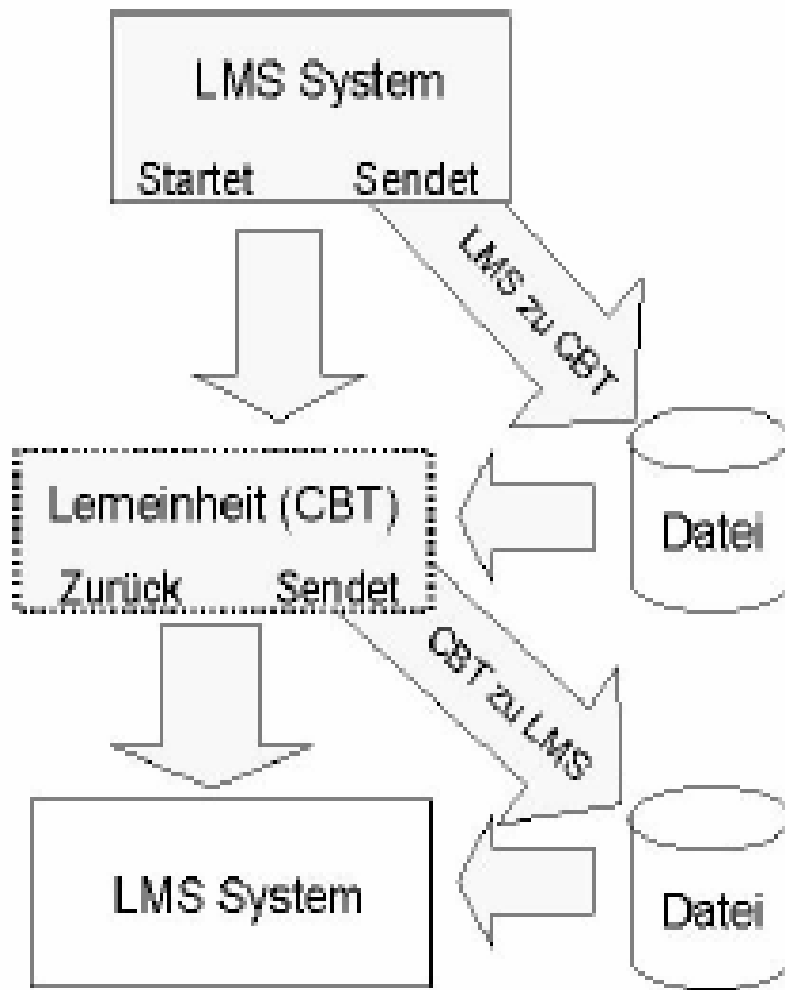 LMS System
Startet Sendet
LMS zu CBT
Lerneinheit (CBT)
Datei
Zurück Sendet
CBT zu LMS
LMS System
Datei